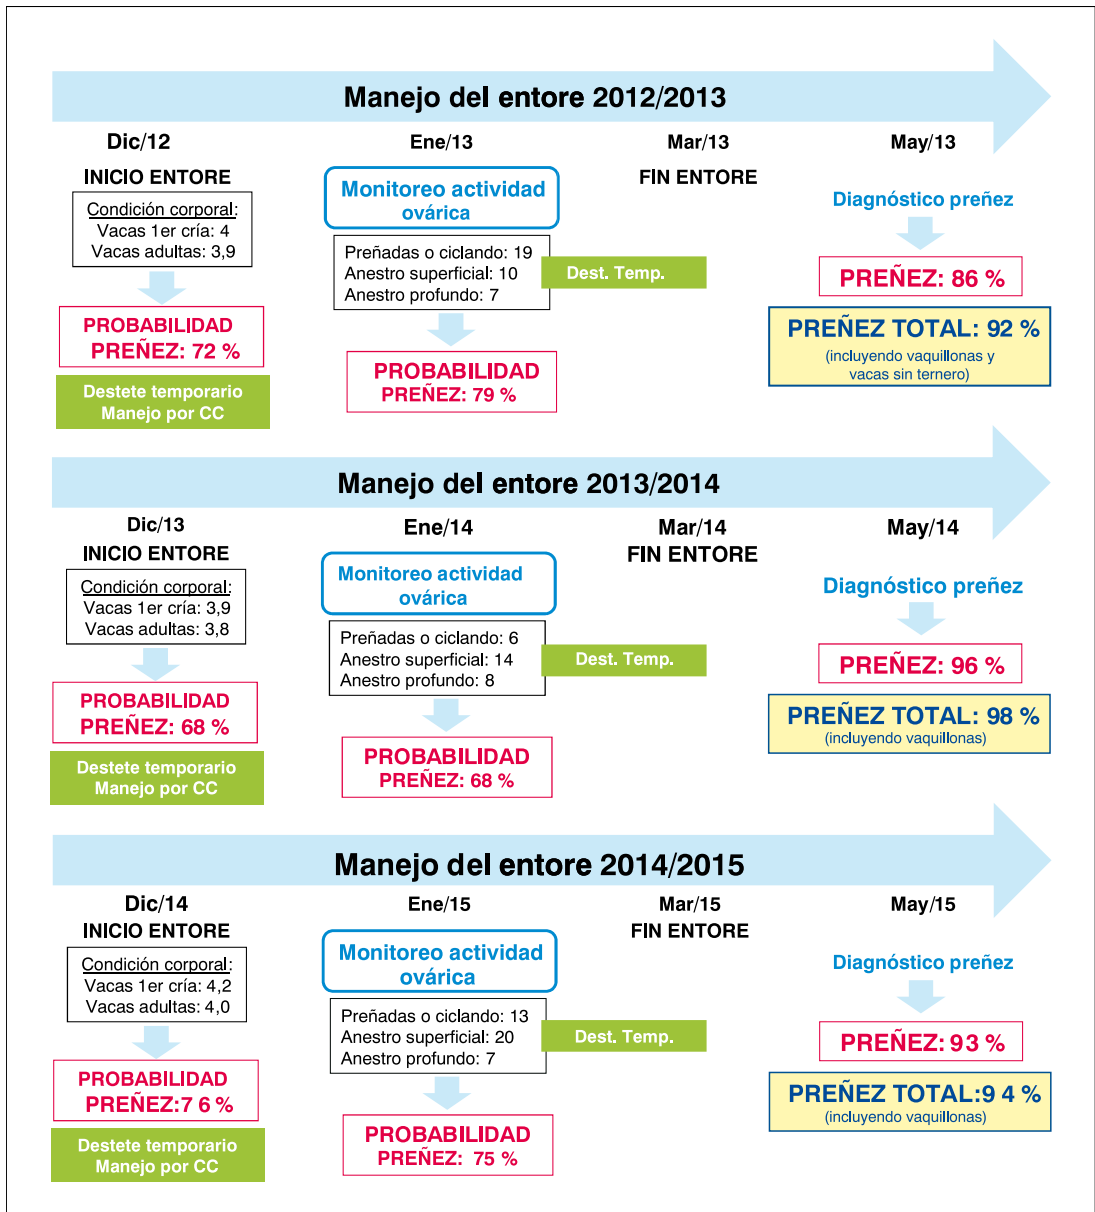 Manejo del entore 2012/2013
Dic/12
INICIO ENTORE
Condición corporal:
Vacas 1er cría: 4
Vacas adultas: 3,9
PROBABILIDAD
PREÑEZ: 72 %
Destete temporario
Manejo por CC
Ene/13
Monitoreo actividad
ovárica
Preñadas o ciclando: 19
Anestro superficial: 10
Anestro profundo: 7
Dest. Temp.
PROBABILIDAD
PREÑEZ: 79 %
Mar/13
FIN ENTORE
May/13
Diagnóstico preñez
PREÑEZ: 86 %
PREÑEZ TOTAL: 92 %
(incluyendo vaquillonas y
vacas sin ternero)
Manejo del entore 2013/2014
Dic/13
INICIO ENTORE
Condición corporal:
Vacas 1er cría: 3,9
Vacas adultas: 3,8
PROBABILIDAD
PREÑEZ: 68 %
Destete temporario
Manejo por CC
Ene/14
Monitoreo actividad
ovárica
Preñadas o ciclando: 6
Anestro superficial: 14
Anestro profundo: 8
Dest. Temp.
PROBABILIDAD
PREÑEZ: 68 %
Mar/14
FIN ENTORE
May/14
Diagnóstico preñez
PREÑEZ: 96 %
PREÑEZ TOTAL: 98 %
(incluyendo vaquillonas)
Manejo del entore 2014/2015
Dic/14
INICIO ENTORE
Condición corporal:
Vacas 1er cría: 4,2
Vacas adultas: 4,0
PROBABILIDAD
PREÑEZ:7 6 %
Destete temporario
Manejo por CC
Ene/15
Monitoreo actividad
ovárica
Preñadas o ciclando: 13
Anestro superficial: 20
Anestro profundo: 7
Dest. Temp.
PROBABILIDAD
PREÑEZ: 75 %
Mar/15
FIN ENTORE
May/15
Diagnóstico preñez
PREÑEZ: 93 %
PREÑEZ TOTAL:9 4 %
(incluyendo vaquillonas)